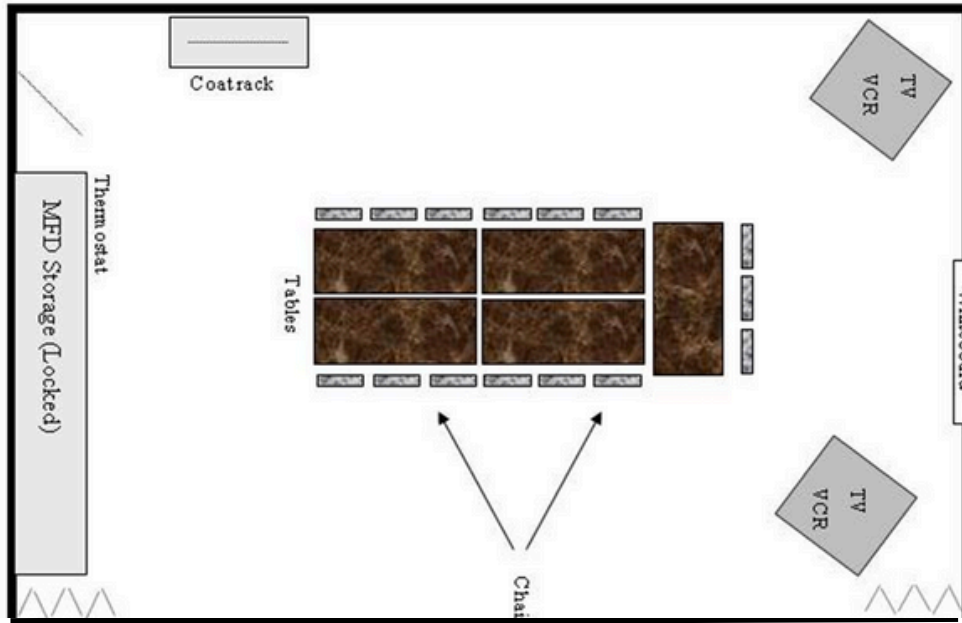 Coatrack
TV
VCR
Thermostat
MFD Storage (Locked)
Tables
TV
VCR